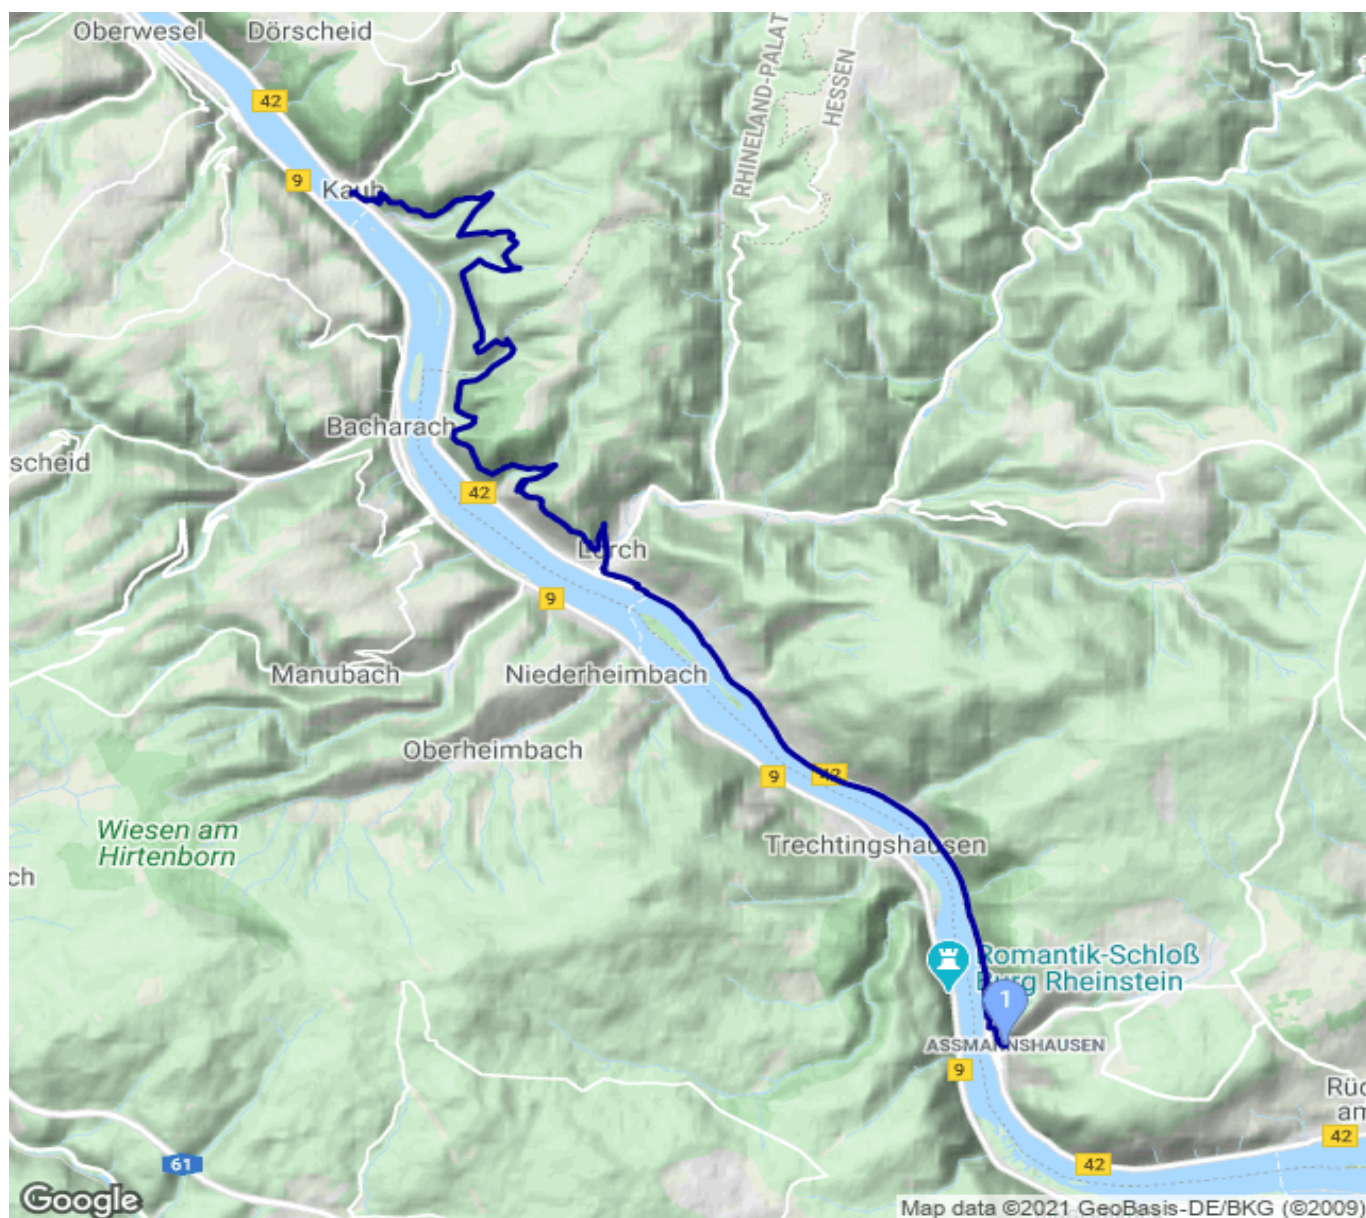 Oberwesel
Dörscheid
42
RHINELAND-PALAT
HESSEN
9
Kaub
Bacharach
scheid
42
Lorch
9
Manubach
Niederheimbach
Oberheimbach
9
42
Wiesen am
Hirtenborn
Trechtingshausen
ch
Romantik-Schloß
Burg Rheinstein
1
ASSMANNSHAUSEN
9
Rüd
am
42
61
42
Google
Map data ©2021 GeoBasis-DE/BKG (©2009)